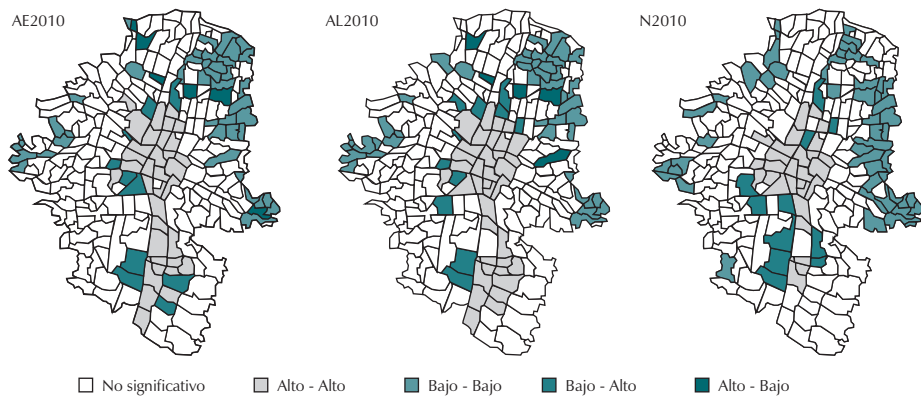 AE2010
AL2010
N2010
No significativo
Alto - Alto
Bajo - Bajo
Bajo - Alto
Alto - Bajo